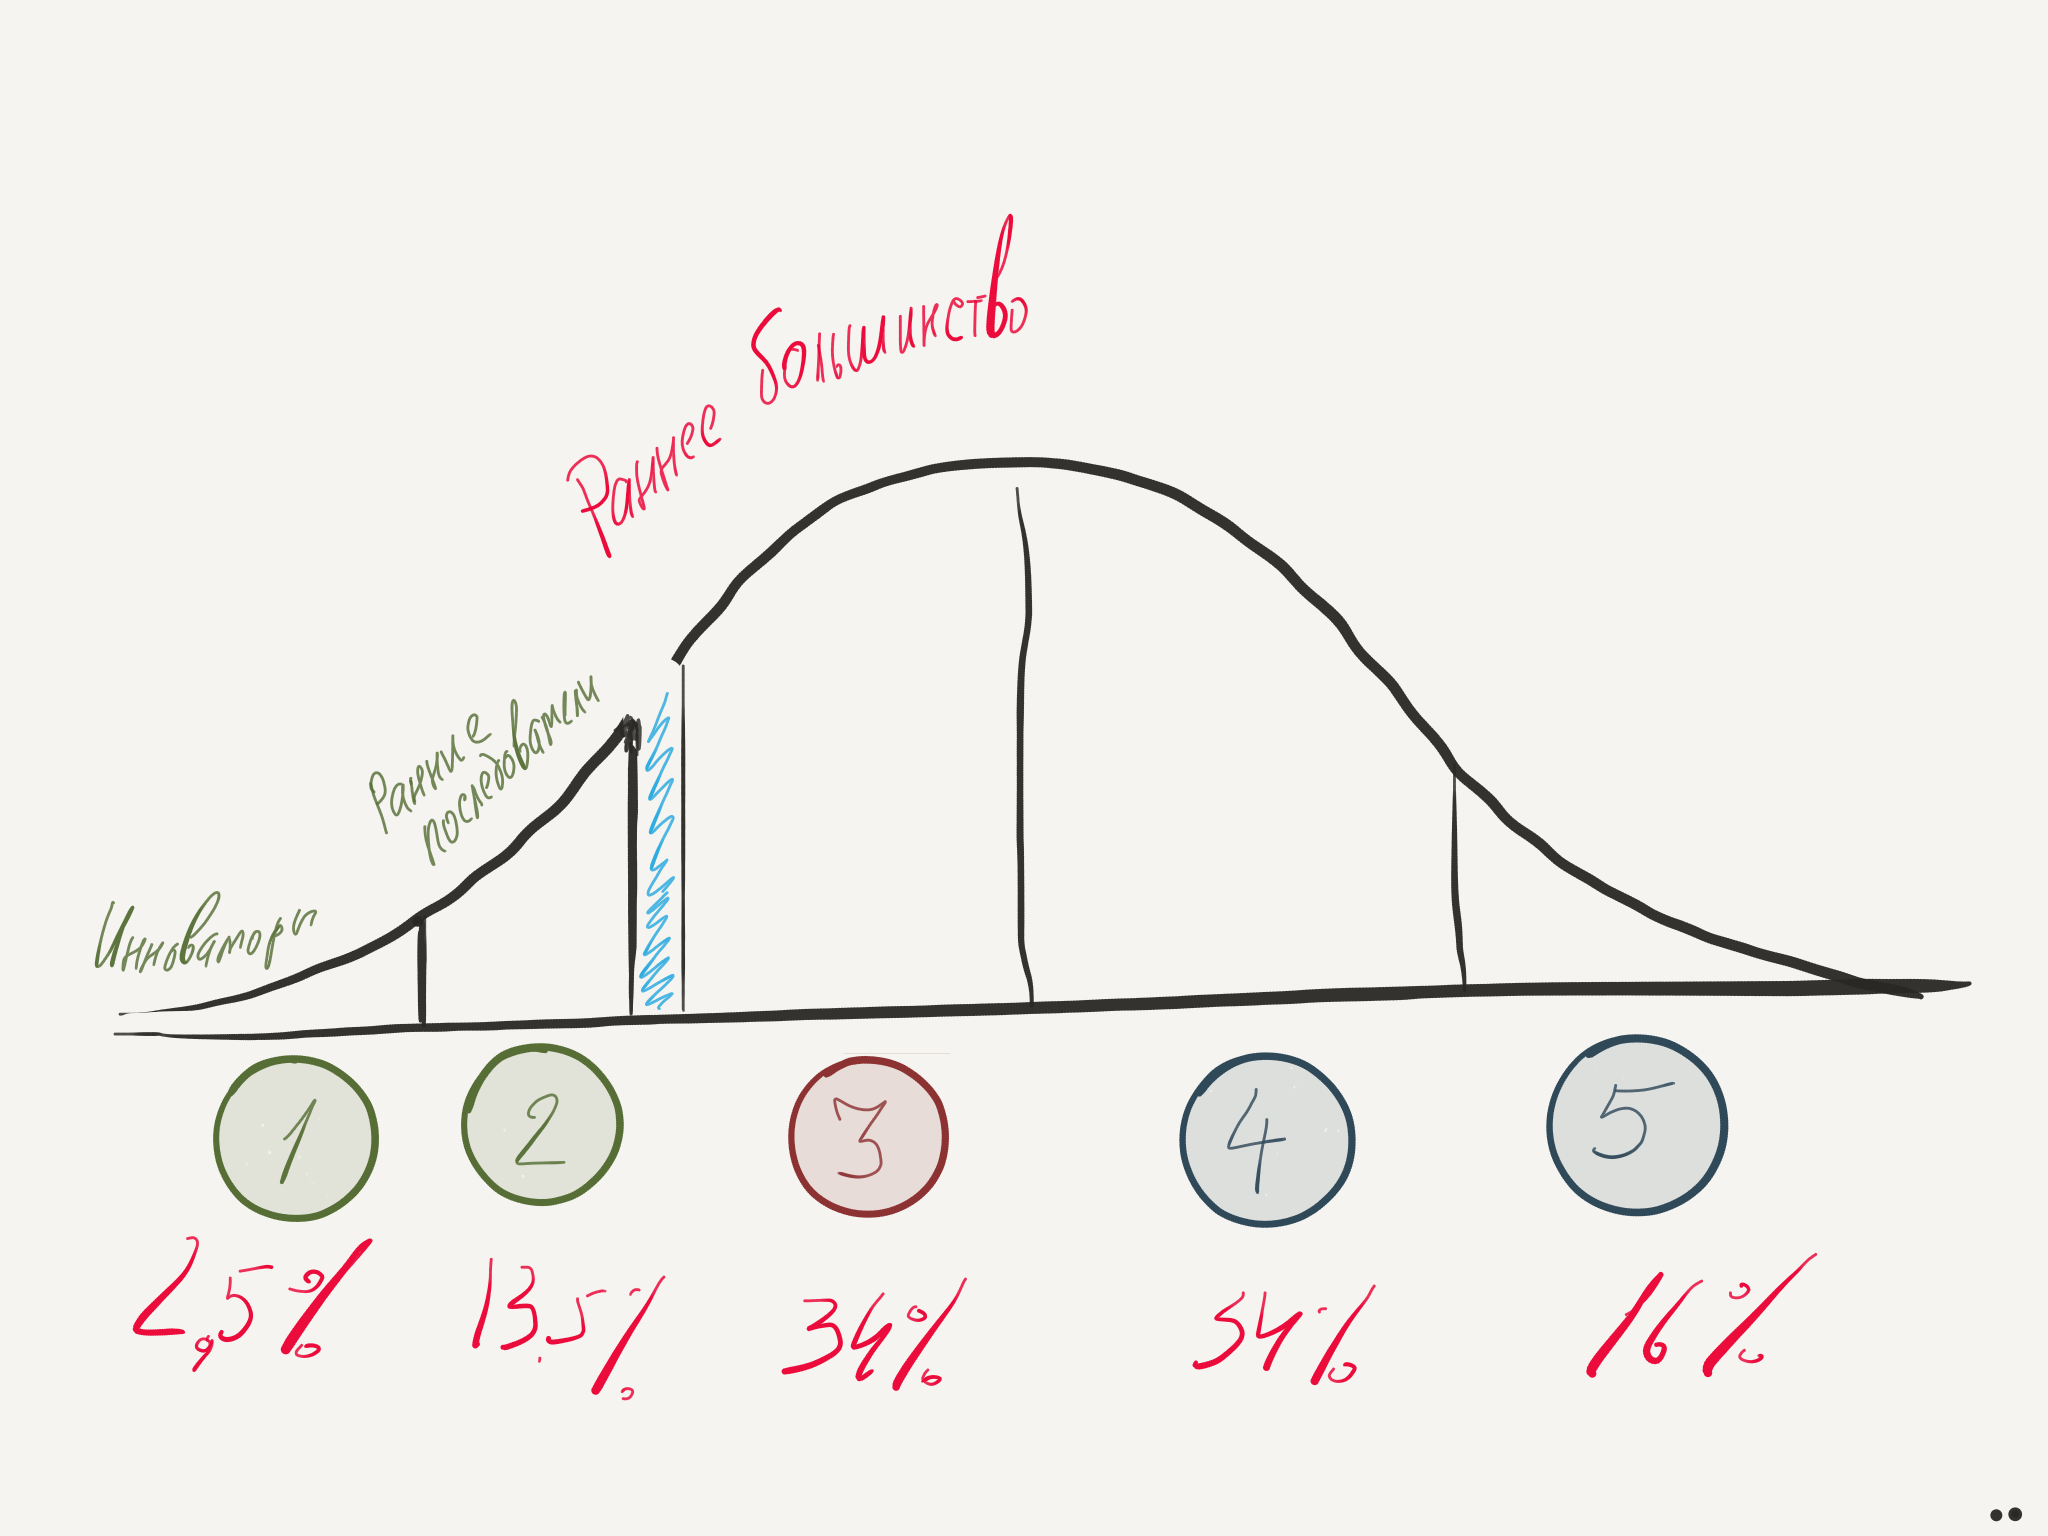 Раннее большинство
Ранние
последователи
Инноваторы
1 2 3 4 5
2,5% 13,5% 34% 34% 16%